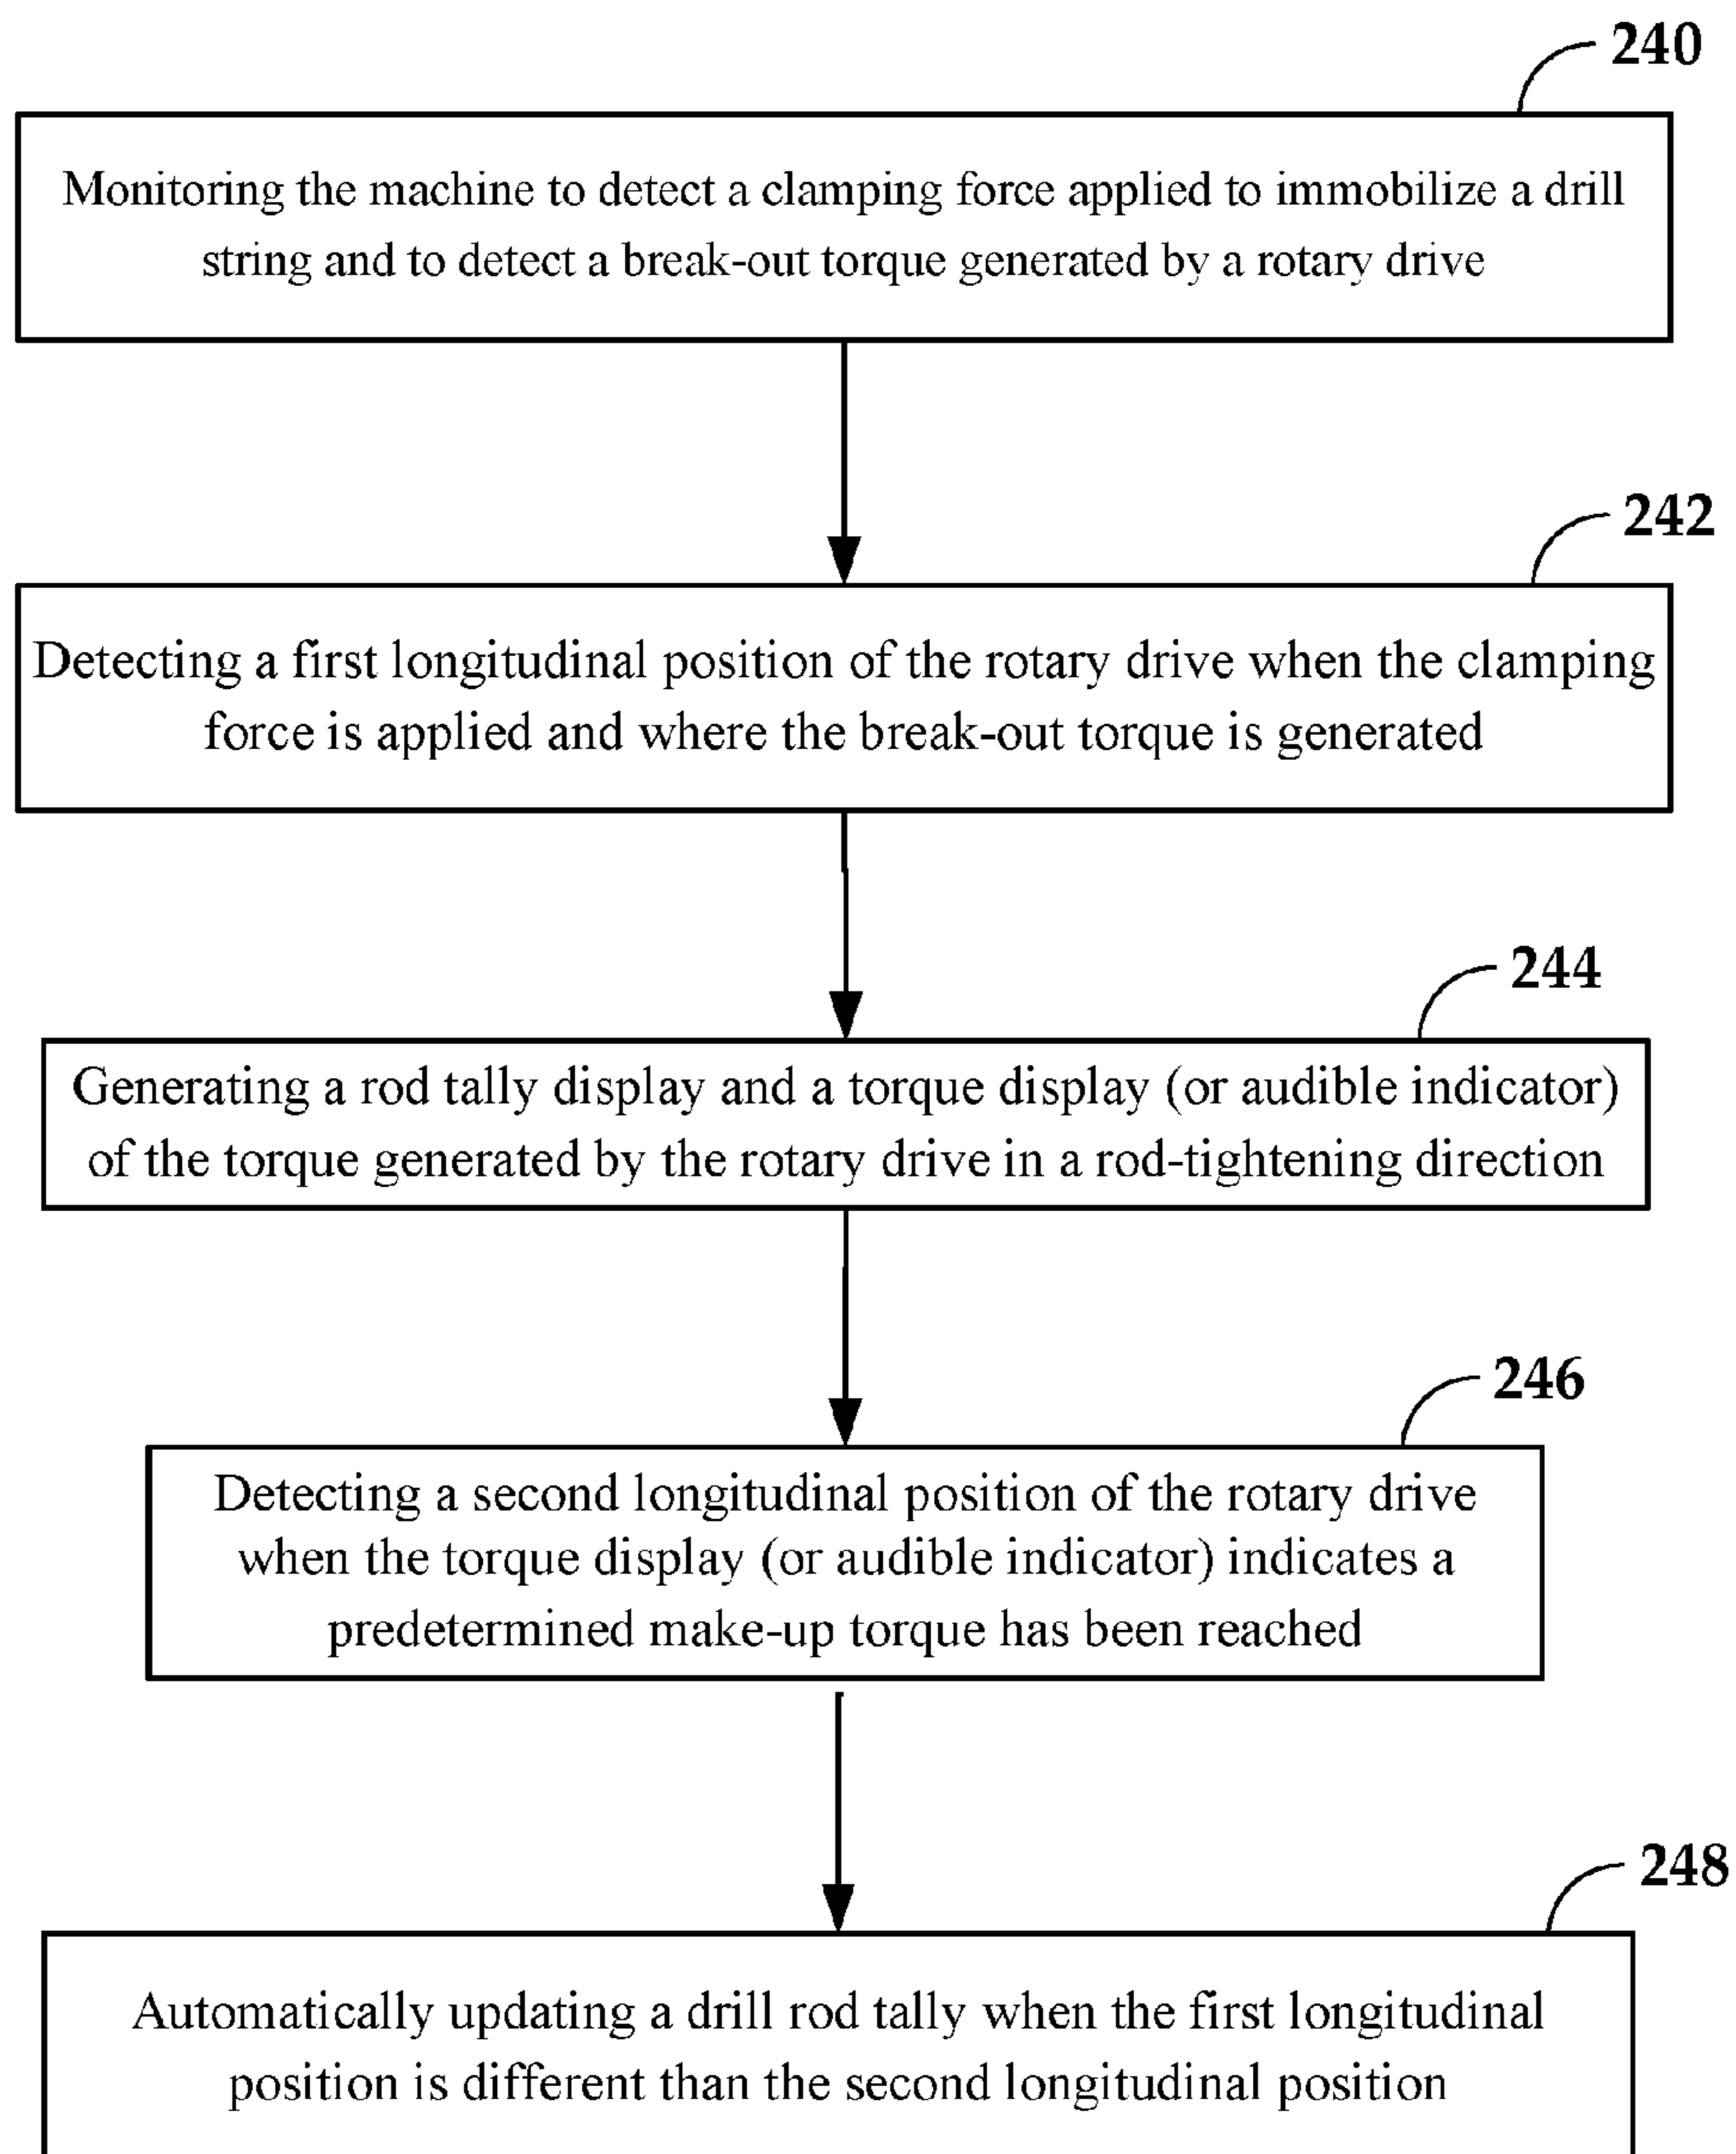 240
Monitoring the machine to detect a clamping force applied to immobilize a drill
string and to detect a break-out torque generated by a rotary drive
242
Detecting a first longitudinal position of the rotary drive when the clamping
force is applied and where the break-out torque is generated
244
Generating a rod tally display and a torque display (or audible indicator)
of the torque generated by the rotary drive in a rod-tightening direction
246
Detecting a second longitudinal position of the rotary drive
when the torque display (or audible indicator) indicates a
predetermined make-up torque has been reached
248
Automatically updating a drill rod tally when the first longitudinal
position is different than the second longitudinal position